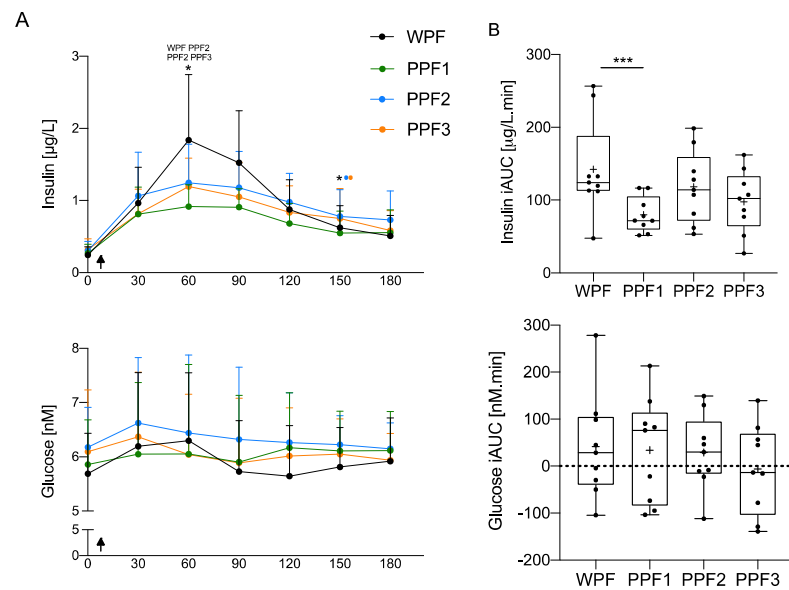 A
WPF PPF2
PPF2 PPF3
*
WPF
PPF1
PPF2
PPF3
Insulin [µg/L]
3
2
1
0
*
0 30 60 90 120 150 180
Glucose [nM]
8
7
6
5
5
0
0 30 60 90 120 150 180
B
***
Insulin iAUC [µg/L.min]
300
200
100
0
WPF PPF1 PPF2 PPF3
Glucose iAUC [nM.min]
300
200
100
0
-100
-200
WPF PPF1 PPF2 PPF3